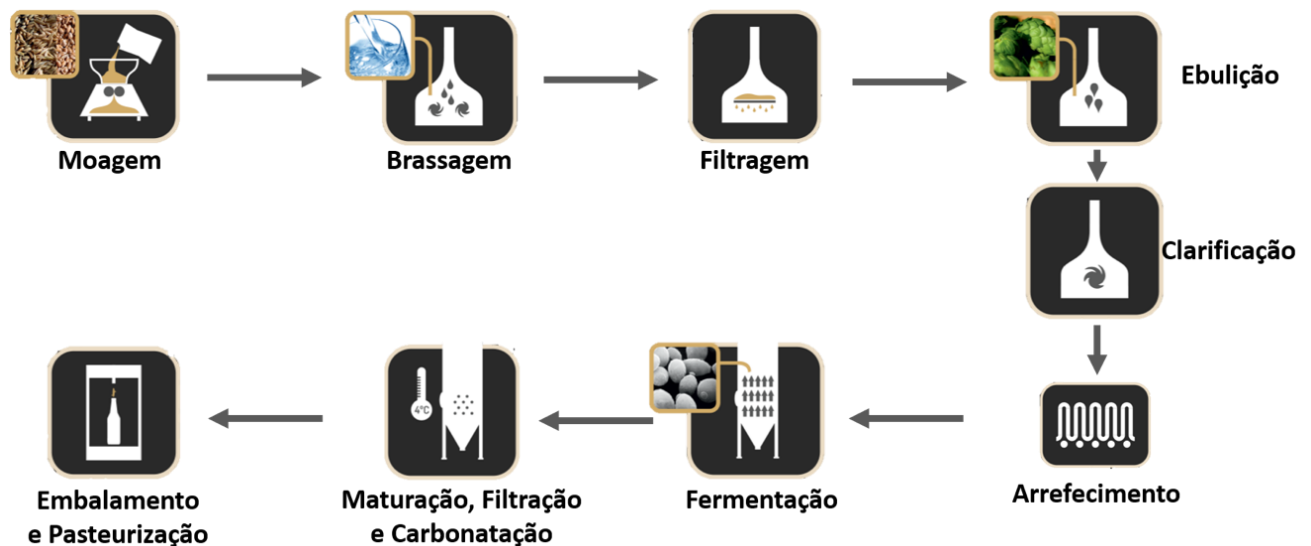 Moagem
Brassagem
Filtragem
Ebulição
Clarificação
Arrefecimento
Fermentação
4°C
Maturação, Filtração
e Carbonatação
Embalamento
e Pasteurização